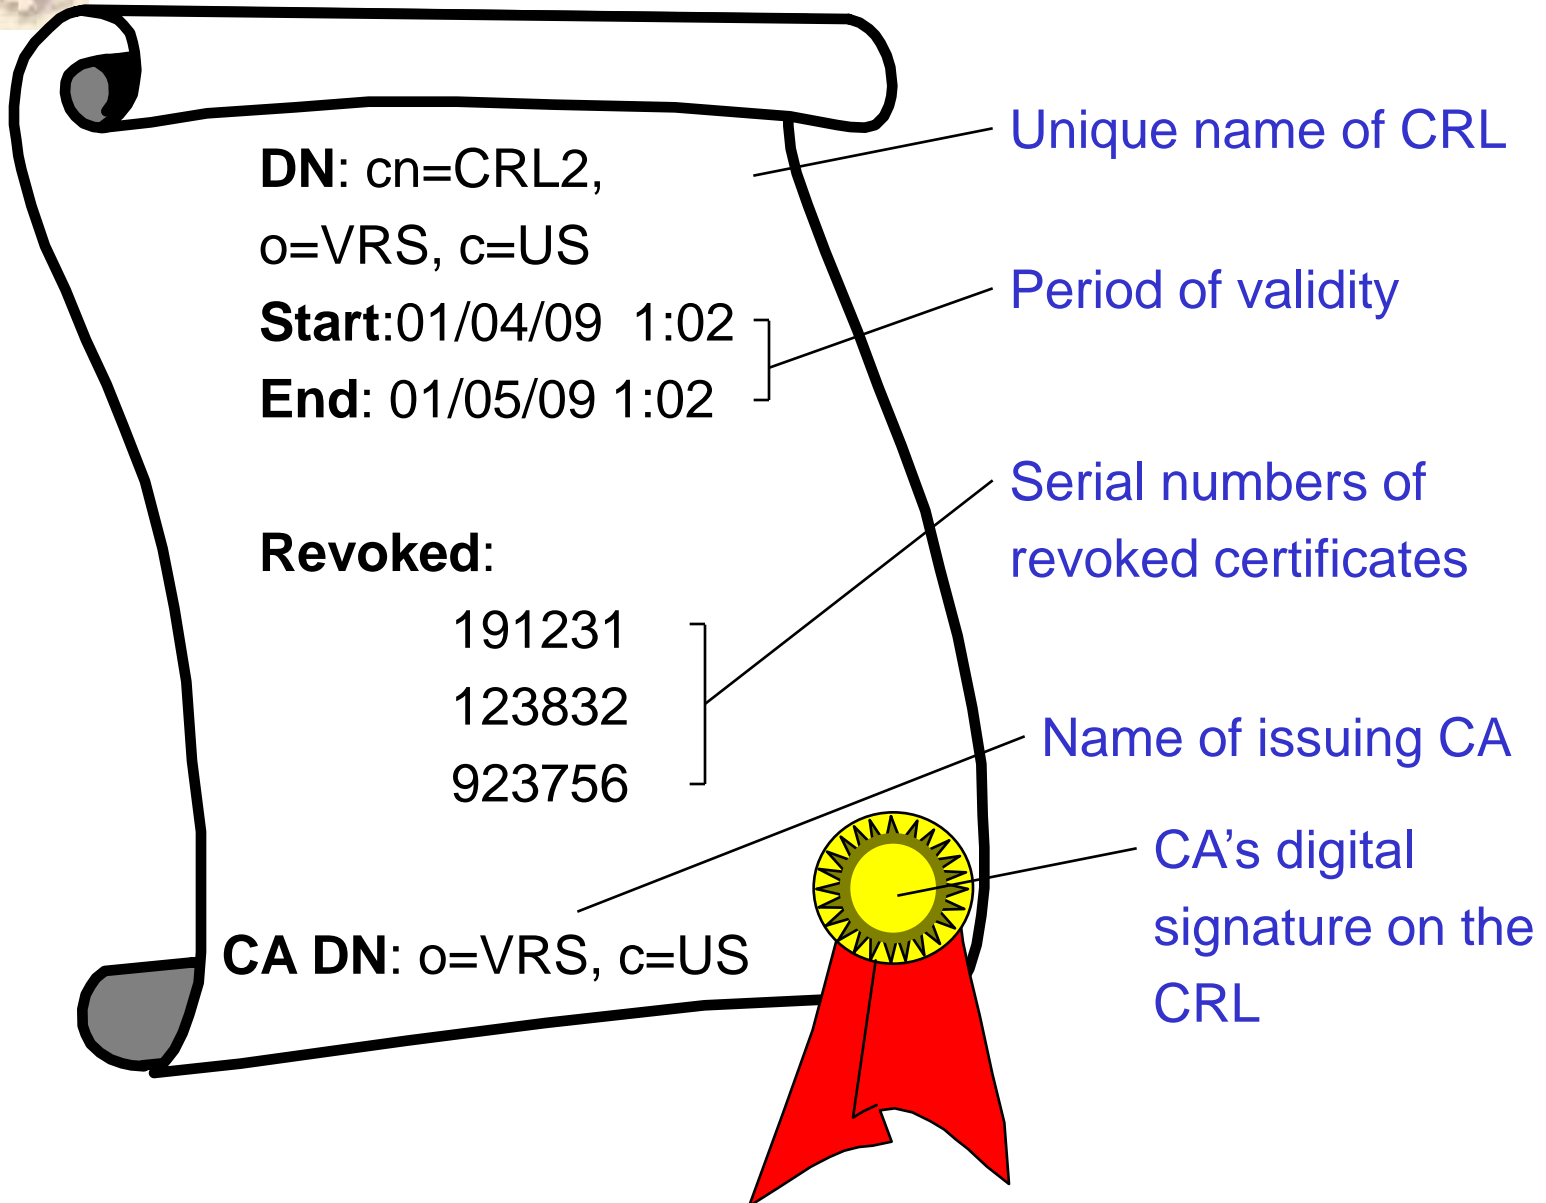 DN: cn=CRL2,
o=VRS, c=US
Start:01/04/09 1:02
End: 01/05/09 1:02
Revoked:
191231
123832
923756
CA DN: o=VRS, c=US
Unique name of CRL
Period of validity
Serial numbers of
revoked certificates
Name of issuing CA
CA’s digital
signature on the
CRL